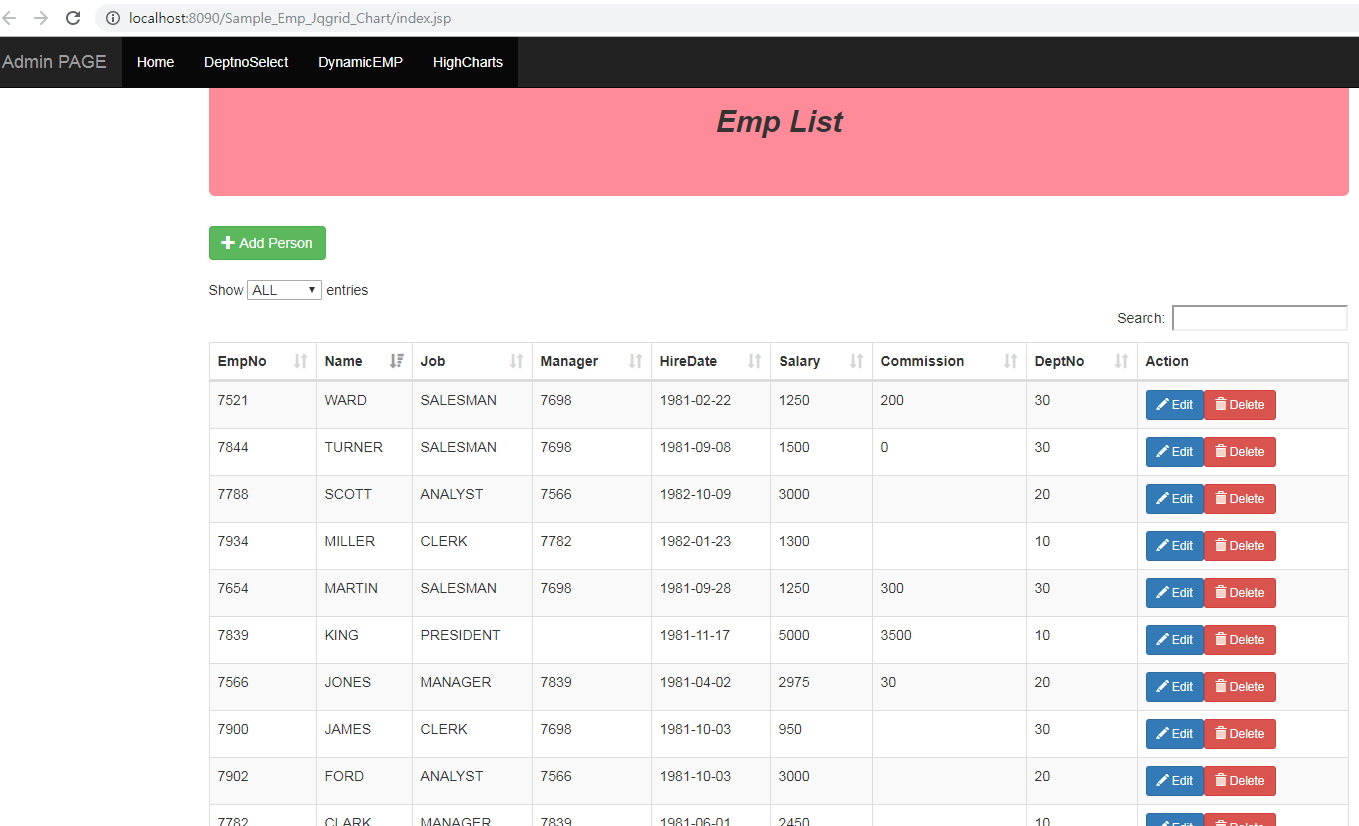 localhost:8090/Sample_Emp_Jqgrid_Chart/index.jsp
Admin PAGE Home DeptnoSelect DynamicEMP HighCharts
Emp List
Add Person
Show ALL entries
Search:
EmpNo Name Job Manager HireDate Salary Commission DeptNo Action
7521 WARD SALESMAN 7698 1981-02-22 1250 200 30 Edit Delete
7844 TURNER SALESMAN 7698 1981-09-08 1500 0 30 Edit Delete
7788 SCOTT ANALYST 7566 1982-10-09 3000 20 Edit Delete
7934 MILLER CLERK 7782 1982-01-23 1300 10 Edit Delete
7654 MARTIN SALESMAN 7698 1981-09-28 1250 300 30 Edit Delete
7839 KING PRESIDENT 1981-11-17 5000 3500 10 Edit Delete
7566 JONES MANAGER 7839 1981-04-02 2975 30 20 Edit Delete
7900 JAMES CLERK 7698 1981-10-03 950 30 Edit Delete
7902 FORD ANALYST 7566 1981-10-03 3000 20 Edit Delete
7782 CLARK MANAGER 7839 1981-06-01 2450 10 Edit Delete